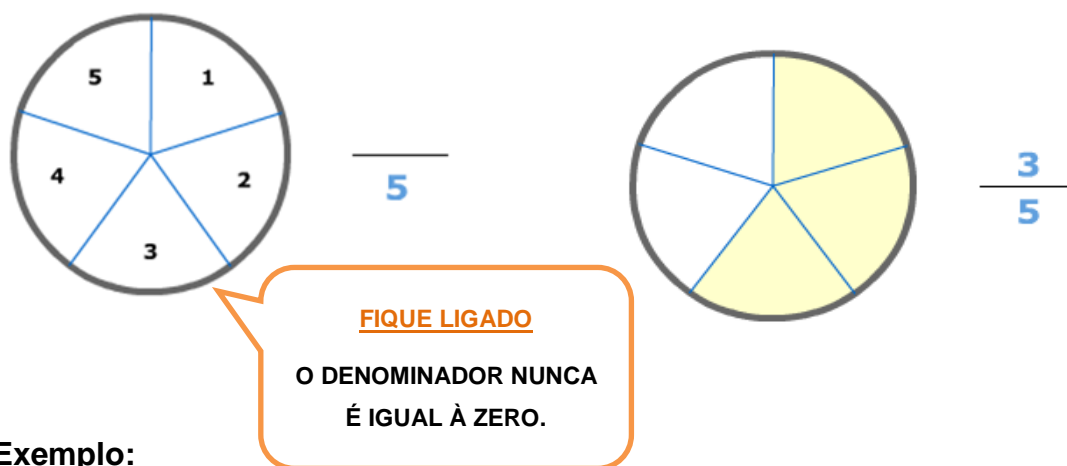 5
1
4
2
3
5
3
5
FIQUE LIGADO
O DENOMINADOR NUNCA
É IGUAL À ZERO.
Exemplo: